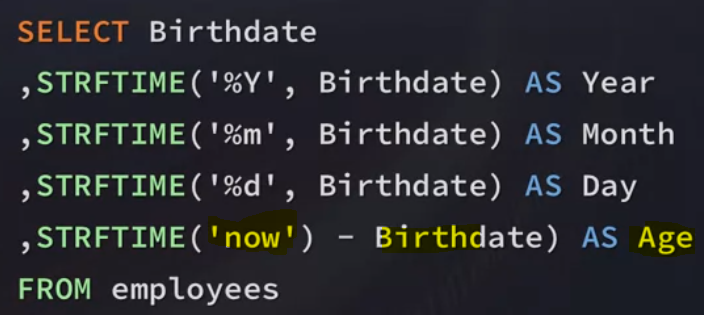 SELECT Birthdate
,STRFTIME('%Y', Birthdate) AS Year
,STRFTIME('%m', Birthdate) AS Month
,STRFTIME('%d', Birthdate) AS Day
,STRFTIME('now') - Birthdate) AS Age
FROM employees